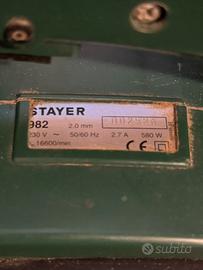 STAYER
982
2.0 mm
230 V ~ 50/60 Hz 2.7 A 580 W
16600/min
CE
subito